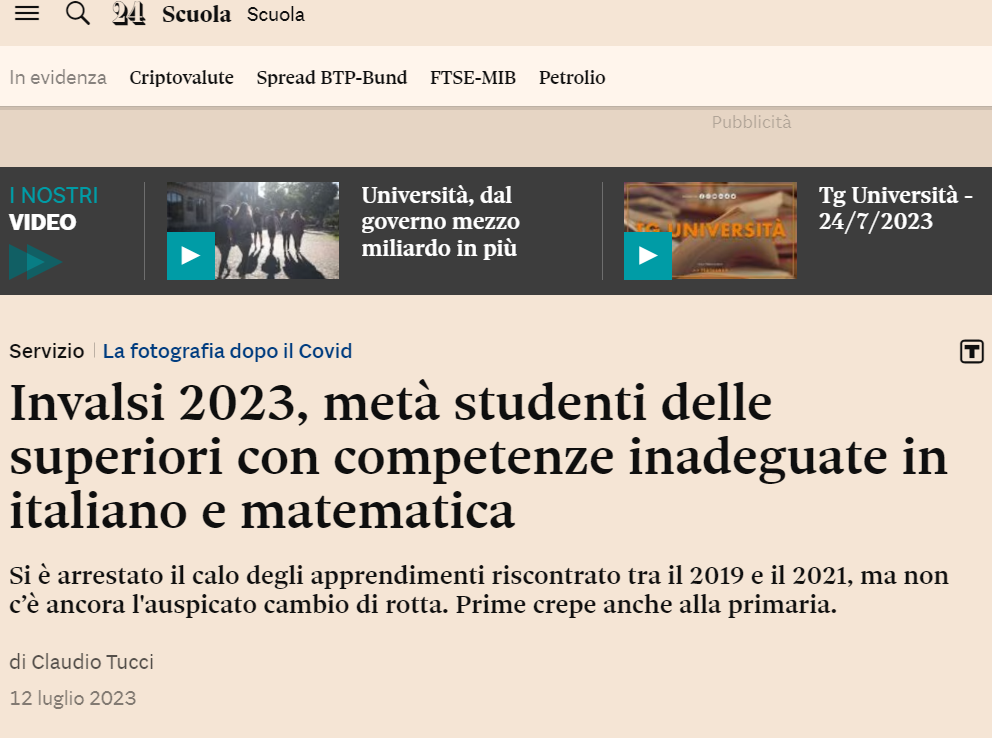 24 Scuola Scuola
In evidenza Criptovalute Spread BTP-Bund FTSE-MIB Petrolio
Pubblicità
I NOSTRI
VIDEO
Università, dal
governo mezzo
miliardo in più
TG UNIVERSITÀ
Tg Università -
24/7/2023
Servizio La fotografia dopo il Covid
T
Invalsi 2023, metà studenti delle
superiori con competenze inadeguate in
italiano e matematica
Si è arrestato il calo degli apprendimenti riscontrato tra il 2019 e il 2021, ma non
c’è ancora l'auspicato cambio di rotta. Prime crepe anche alla primaria.
di Claudio Tucci
12 luglio 2023